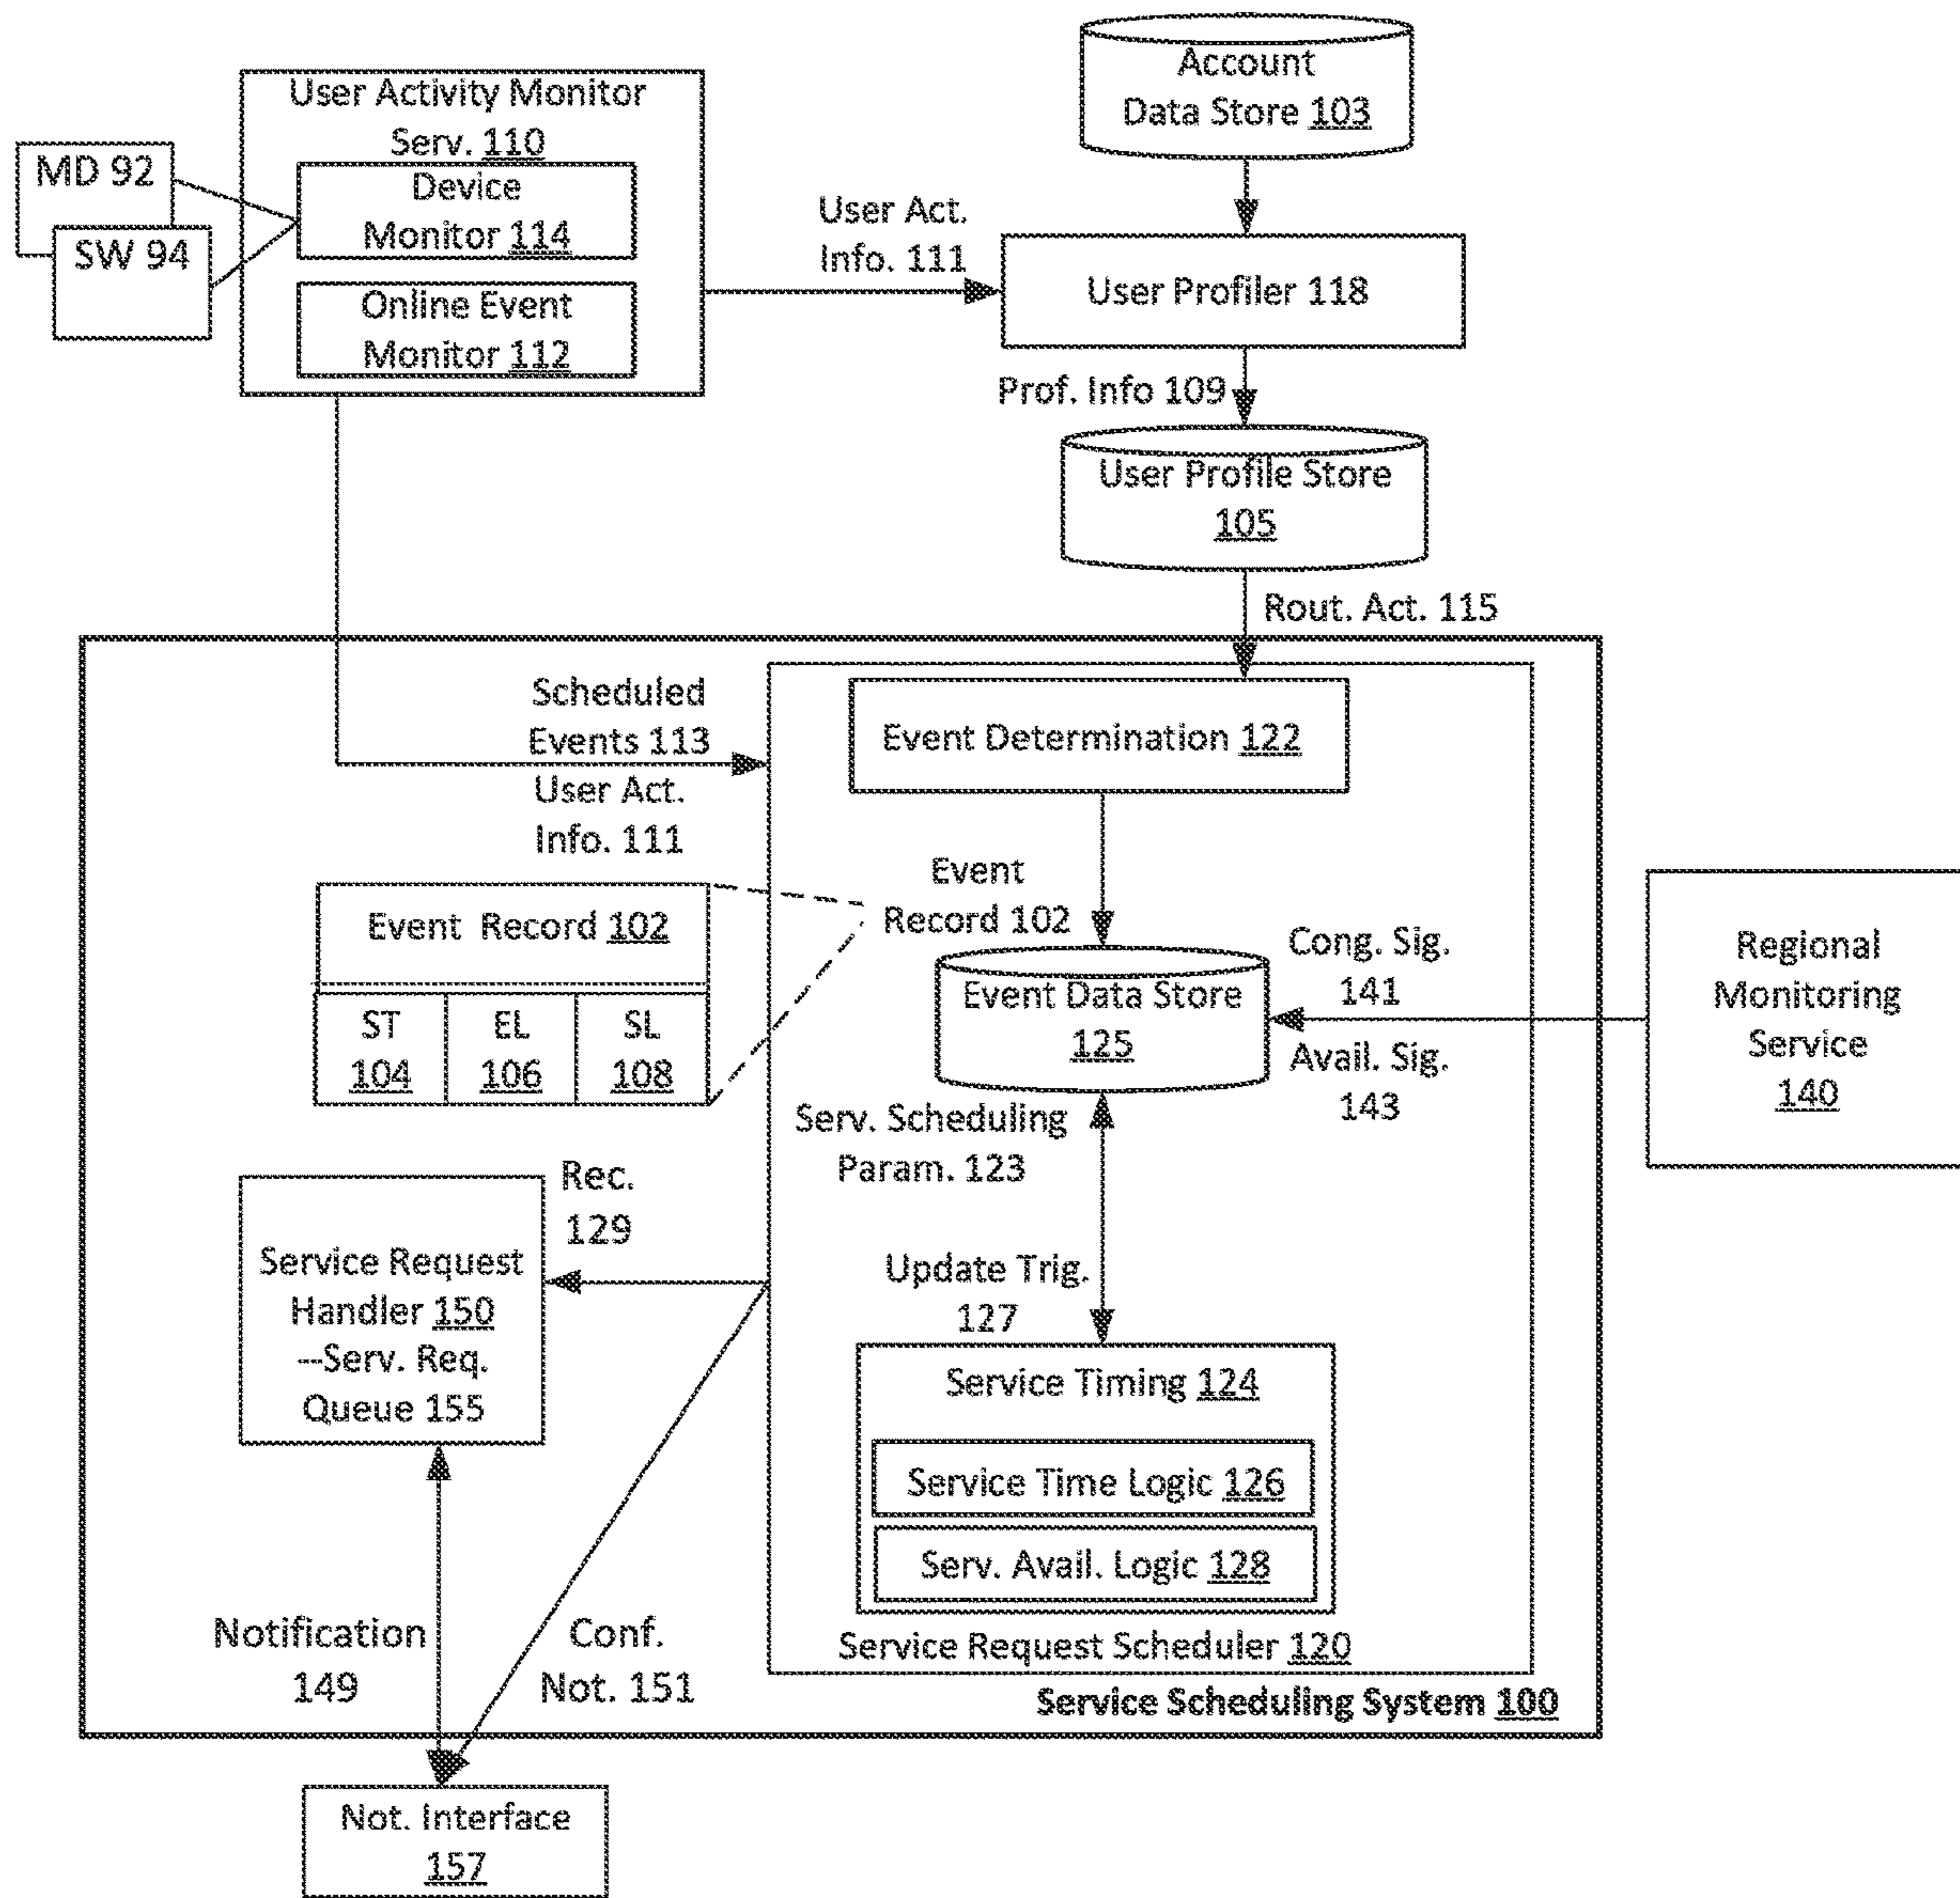 Account
Data Store 103
User Activity Monitor
Serv. 110
MD 92
SW 94
Device
Monitor 114
Online Event
Monitor 112
User Act.
Info. 111
User Profiler 118
Prof. Info 109
User Profile Store
105
Rout. Act. 115
Scheduled
Events 113
User Act.
Info. 111
Event Determination 122
Event
Record 102
Event Record 102
ST
104
EL
106
SL
108
Event Data Store
125
Cong. Sig.
141
Avail. Sig.
143
Regional
Monitoring
Service
140
Serv. Scheduling
Param. 123
Rec.
129
Service Request
Handler 150
---Serv. Req.
Queue 155
Update Trig.
127
Service Timing 124
Service Time Logic 126
Serv. Avail. Logic 128
Service Request Scheduler 120
Notification
149
Conf.
Not. 151
Service Scheduling System 100
Not. Interface
157